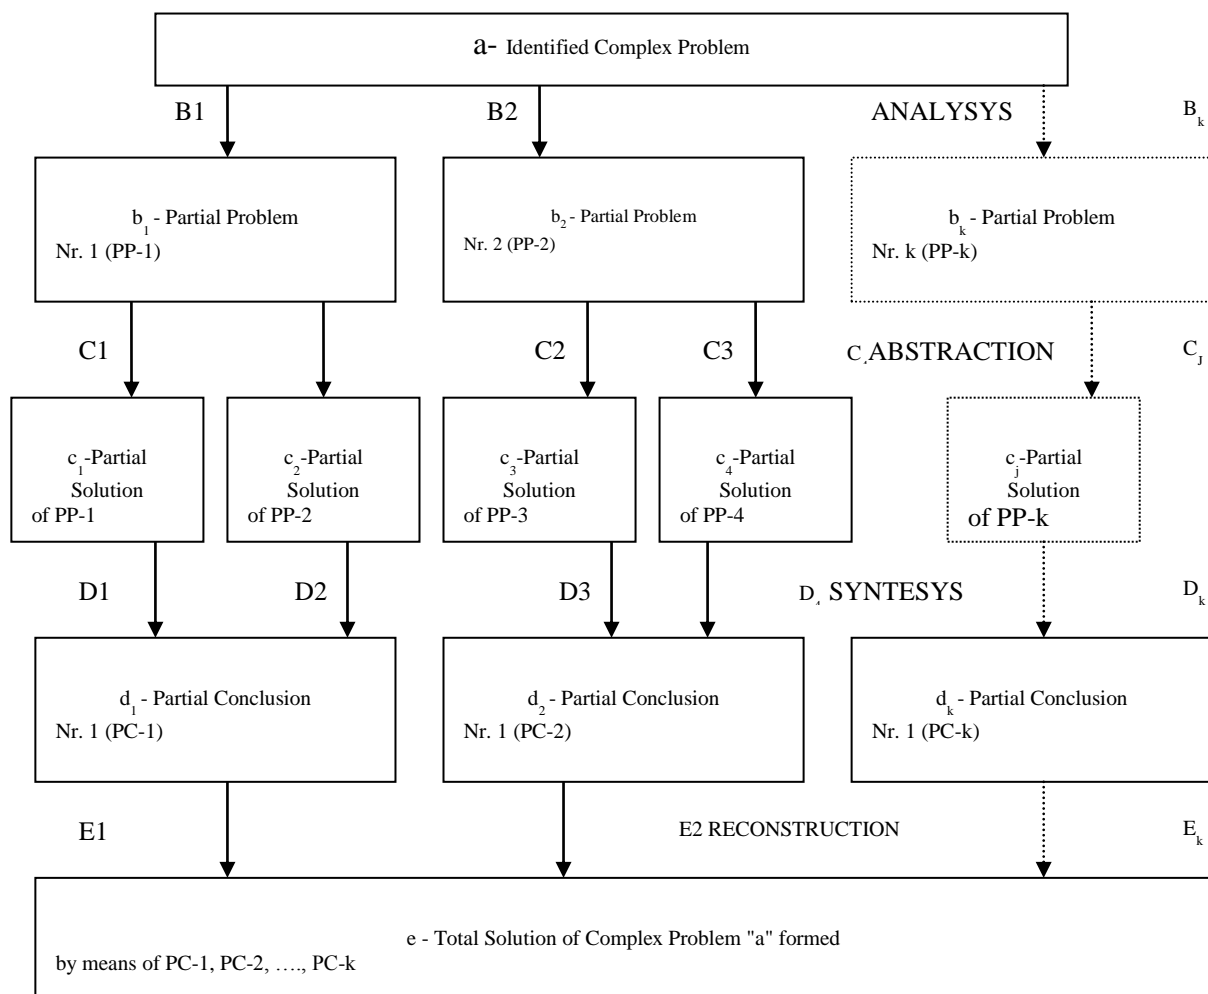 a- Identified Complex Problem
B1 B2 ANALYSYS Bk
b1- Partial Problem
Nr. 1 (PP-1)
b2- Partial Problem
Nr. 2 (PP-2)
bk- Partial Problem
Nr. k (PP-k)
C1 C2 C3 C4ABSTRACTION CJ
c1-Partial
Solution
of PP-1
c2-Partial
Solution
of PP-2
c3-Partial
Solution
of PP-3
c4-Partial
Solution
of PP-4
cj-Partial
Solution
of PP-k
D1 D2 D3 D4 SYNTESYS Dk
d1- Partial Conclusion
Nr. 1 (PC-1)
d2- Partial Conclusion
Nr. 1 (PC-2)
dk- Partial Conclusion
Nr. 1 (PC-k)
E1 E2 RECONSTRUCTION Ek
e - Total Solution of Complex Problem "a" formed
by means of PC-1, PC-2, …., PC-k